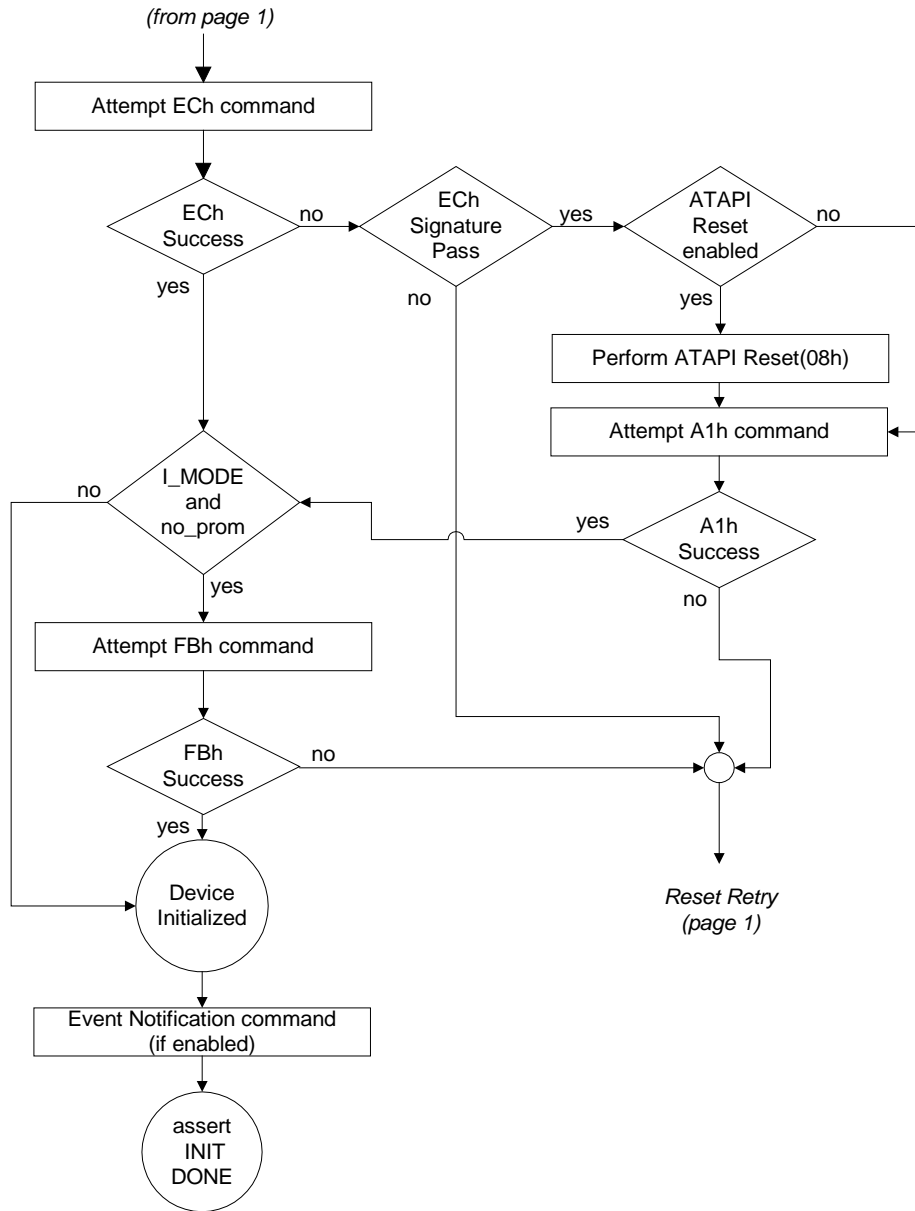 (from page 1)
Attempt ECh command
ECh
Success
no
yes
ECh
Signature
Pass
yes
no
ATAPI
Reset
enabled
no
yes
Perform ATAPI Reset(08h)
Attempt A1h command
A1h
Success
yes
no
I_MODE
and
no_prom
no
yes
Attempt FBh command
FBh
Success
no
yes
Device
Initialized
Reset Retry
(page 1)
Event Notification command
(if enabled)
assert
INIT
DONE